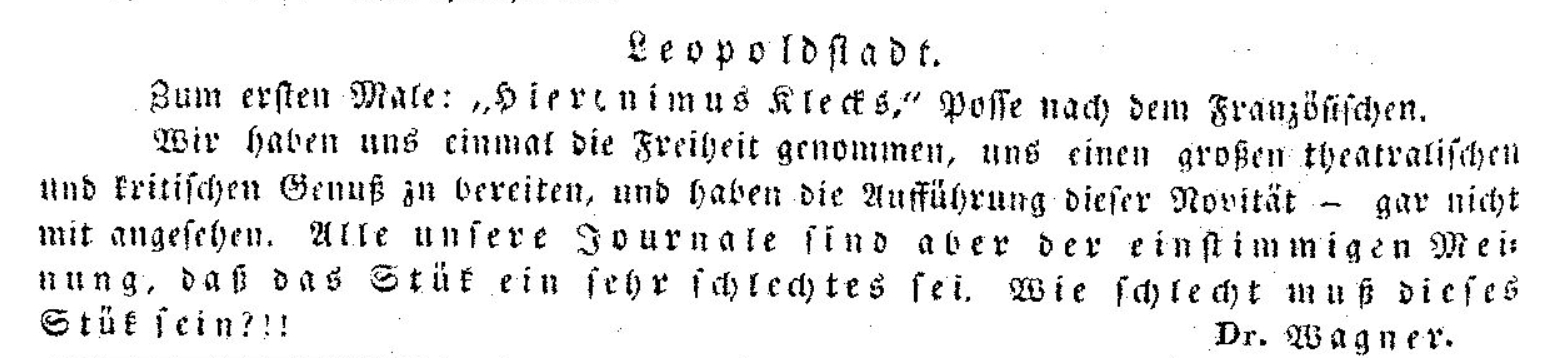 Leopoldstadt.
Zum ersten Male: „Hieronimus Klecks,“ Posse nach dem Französischen.
Wir haben uns einmal die Freiheit genommen, uns einen großen theatralischen
und kritischen Genuß zu bereiten, und haben die Aufführung dieser Novität – gar nicht
mit angesehen. Alle unsere Journale sind aber der einstimmigen Mei-
nung, daß das Stük ein sehr schlechtes sei. Wie schlecht muß dieses
Stük sein?!!
Dr. Wagner.